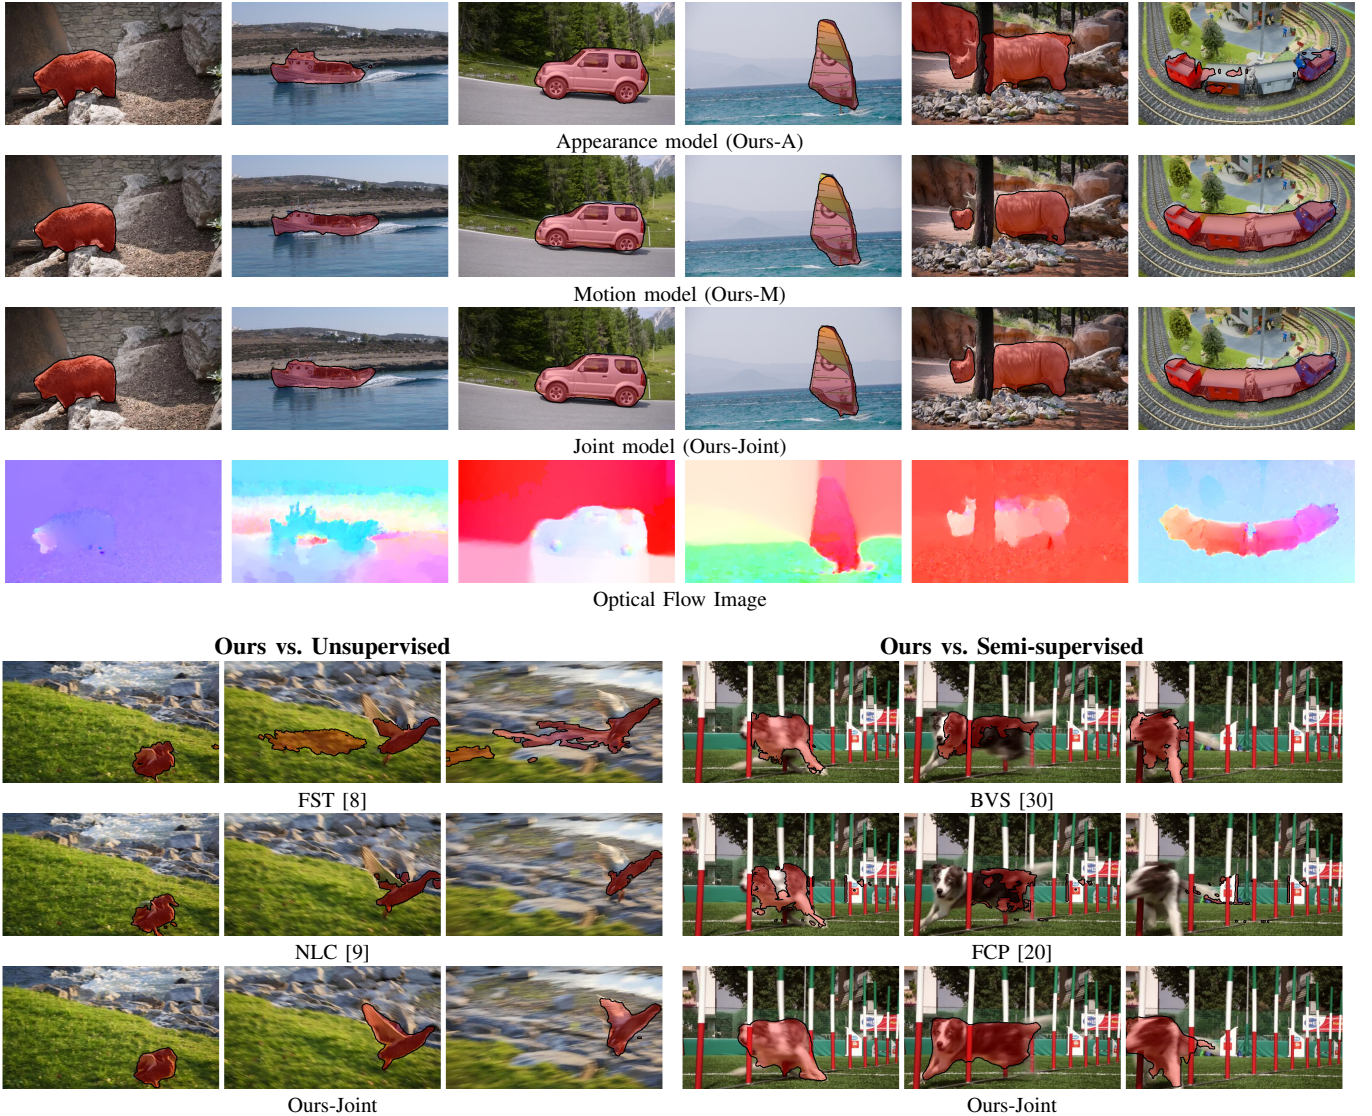 Appearance model (Ours-A)
Motion model (Ours-M)
Joint model (Ours-Joint)
Optical Flow Image
Ours vs. Unsupervised
Ours vs. Semi-supervised
FST [8]
BVS [30]
NLC [9]
FCP [20]
Ours-Joint
Ours-Joint